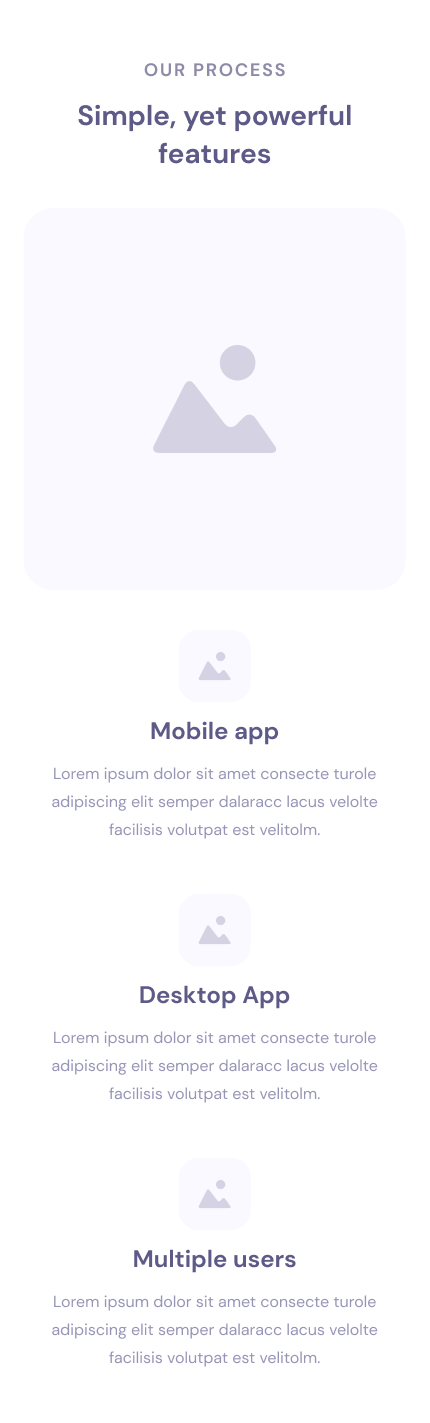 OUR PROCESS
Simple, yet powerful
features
Mobile app
Lorem ipsum dolor sit amet consecte turole
adipiscing elit semper dalaracc lacus velolte
facilisis volutpat est velitolm.
Desktop App
Lorem ipsum dolor sit amet consecte turole
adipiscing elit semper dalaracc lacus velolte
facilisis volutpat est velitolm.
Multiple users
Lorem ipsum dolor sit amet consecte turole
adipiscing elit semper dalaracc lacus velolte
facilisis volutpat est velitolm.